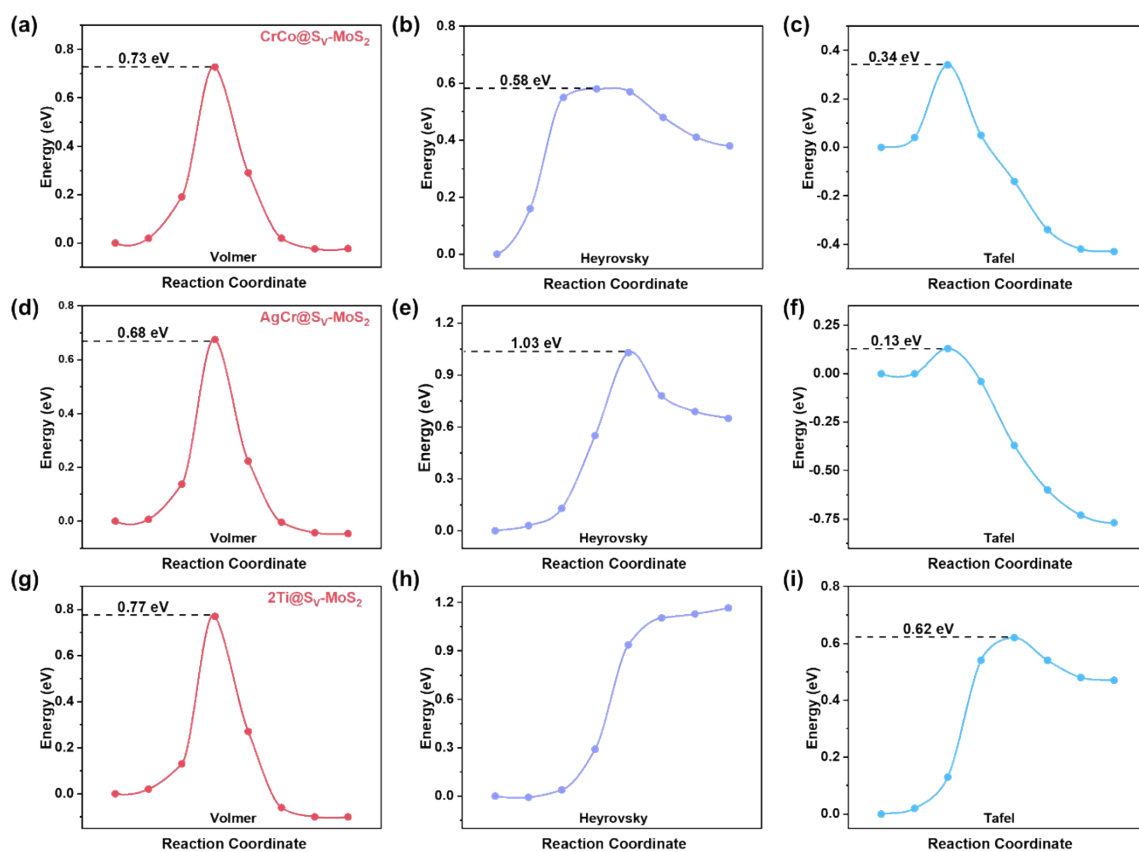 (a)
0.8
0.6
0.4
0.2
0.0
Energy (eV)
0.73 eV
CrCo@S_V-MoS_2
Volmer
Reaction Coordinate
(b)
0.8
0.6
0.4
0.2
0.0
Energy (eV)
0.58 eV
Heyrovsky
Reaction Coordinate
(c)
0.4
0.2
0.0
-0.2
-0.4
Energy (eV)
0.34 eV
Tafel
Reaction Coordinate
(d)
0.8
0.6
0.4
0.2
0.0
Energy (eV)
0.68 eV
AgCr@S_V-MoS_2
Volmer
Reaction Coordinate
(e)
1.2
0.9
0.6
0.3
0.0
Energy (eV)
1.03 eV
Heyrovsky
Reaction Coordinate
(f)
0.25
0.00
-0.25
-0.50
-0.75
Energy (eV)
0.13 eV
Tafel
Reaction Coordinate
(g)
0.8
0.6
0.4
0.2
0.0
Energy (eV)
0.77 eV
2Ti@S_V-MoS_2
Volmer
Reaction Coordinate
(h)
1.2
0.9
0.6
0.3
0.0
Energy (eV)
Heyrovsky
Reaction Coordinate
(i)
0.8
0.6
0.4
0.2
0.0
Energy (eV)
0.62 eV
Tafel
Reaction Coordinate